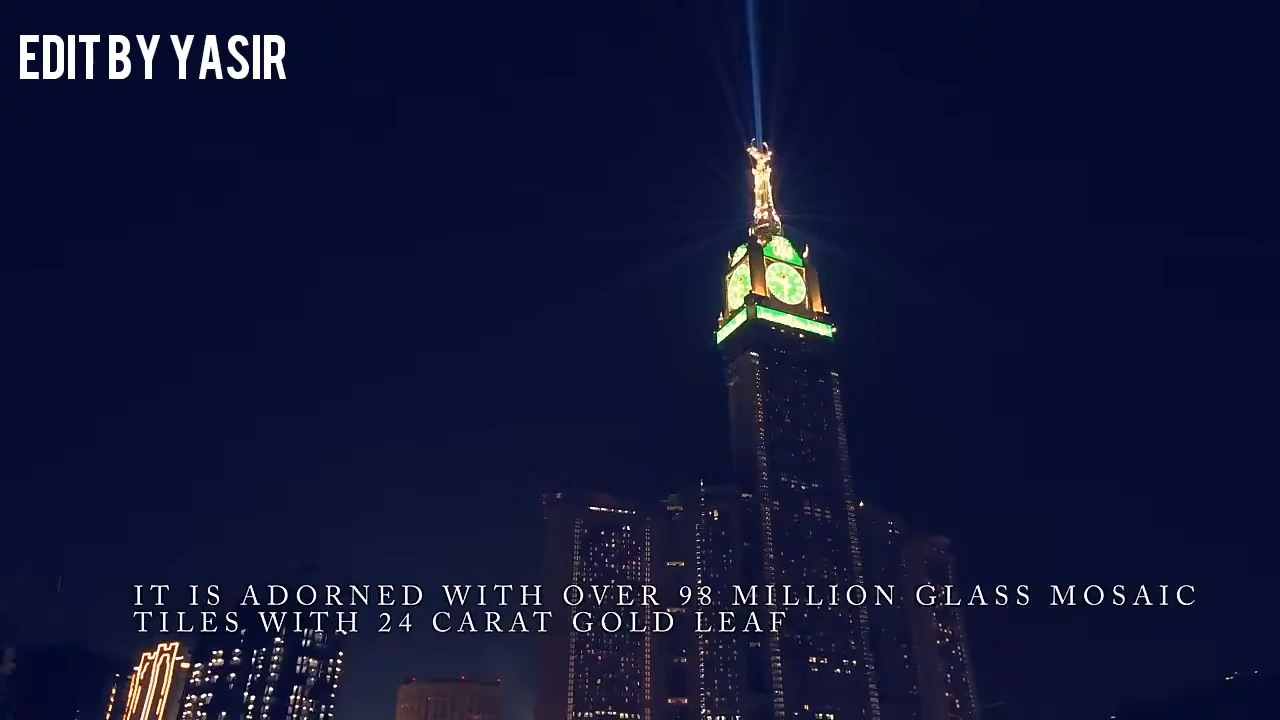 EDIT BY YASIR
IT IS ADORNED WITH OVER 98 MILLION GLASS MOSAIC
TILES WITH 24 CARAT GOLD LEAF